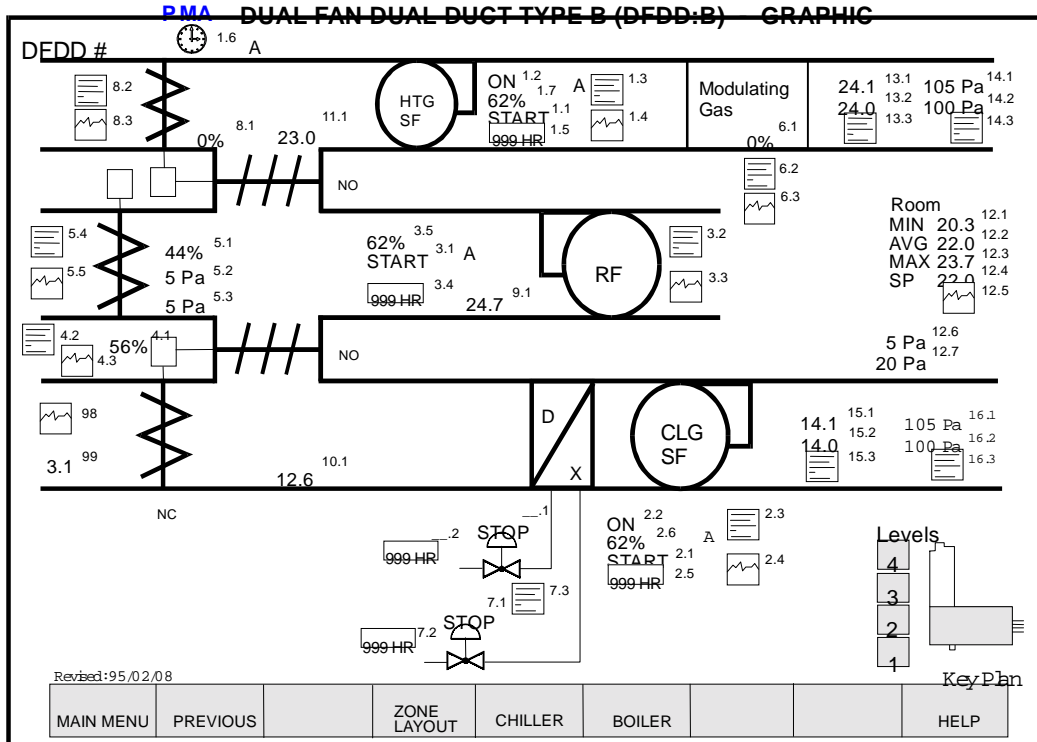 PMA DUAL FAN DUAL DUCT TYPE B (DFDD:B) - GRAPHIC
DFDD #
1.6
A
8.2
8.3
0%
8.1
23.0
11.1
HTG
SF
ON 1.2
62% 1.7
START 1.1
999 HR 1.5
A
1.3
1.4
Modulating
Gas
0%
6.1
6.2
6.3
24.1 13.1
24.0 13.2
13.3
105 Pa 14.1
100 Pa 14.2
14.3
NO
5.4
5.5
44% 5.1
5 Pa 5.2
5 Pa 5.3
62% 3.5
START 3.1 A
999 HR 3.4
24.7 9.1
RF
3.2
3.3
Room
MIN 20.3 12.1
AVG 22.0 12.2
MAX 23.7 12.3
SP 22.0 12.4
12.5
4.2
4.3
56% 4.1
NO
5 Pa 12.6
20 Pa 12.7
98
3.1 99
12.6 10.1
D
X
CLG
SF
14.1 15.1
14.0 15.2
15.3
105 Pa 16.1
100 Pa 16.2
16.3
NC
__.1
__.2
STOP
999 HR
7.1
7.3
ON 2.2
62% 2.6
START 2.1
999 HR 2.5
A
2.3
2.4
STOP
999 HR 7.2
Levels
4
3
2
1
Key Plan
Revised:95/02/08
MAIN MENU PREVIOUS ZONE LAYOUT CHILLER BOILER HELP